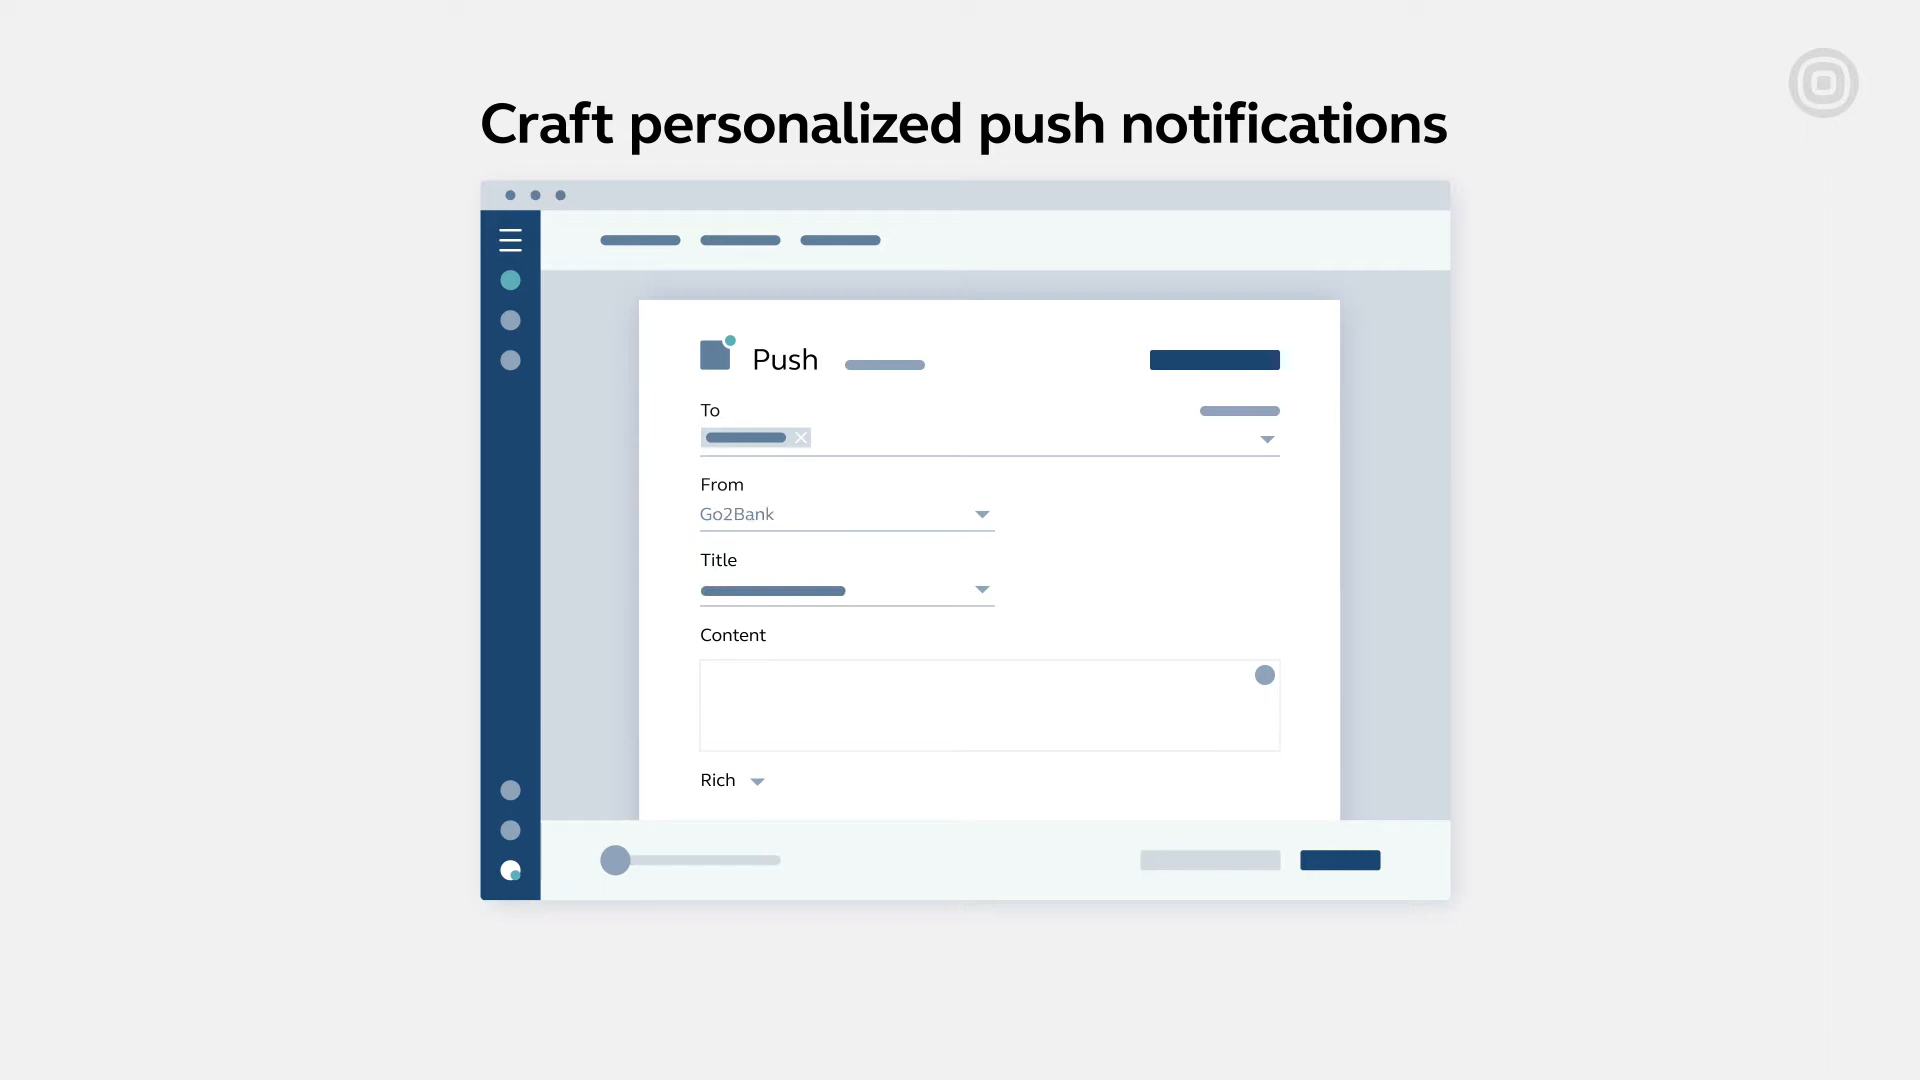 Craft personalized push notifications
Push
To
From
Go2Bank
Title
Content
Rich